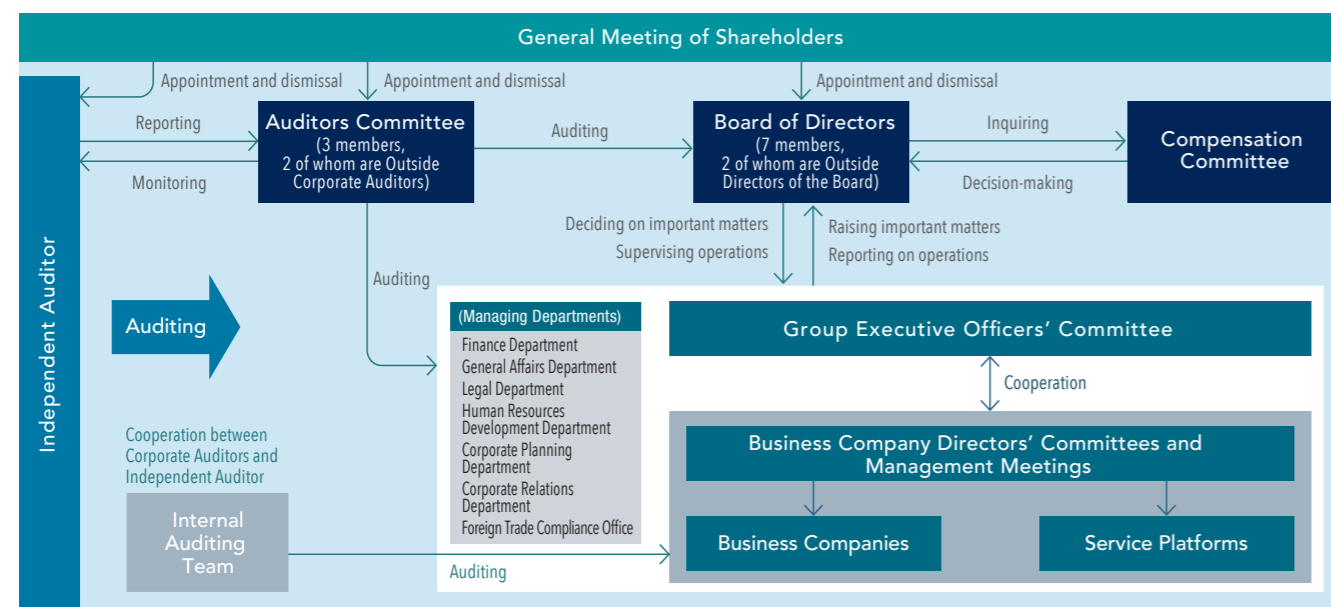 General Meeting of Shareholders
Independent Auditor
Appointment and dismissal
Appointment and dismissal
Appointment and dismissal
Reporting
Monitoring
Auditors Committee
(3 members,
2 of whom are Outside
Corporate Auditors)
Auditing
Board of Directors
(7 members,
2 of whom are Outside
Directors of the Board)
Inquiring
Decision-making
Compensation
Committee
Deciding on important matters
Supervising operations
Raising important matters
Reporting on operations
Auditing
Auditing
(Managing Departments)
Finance Department
General Affairs Department
Legal Department
Human Resources
Development Department
Corporate Planning
Department
Corporate Relations
Department
Foreign Trade Compliance Office
Group Executive Officers’ Committee
Cooperation
Business Company Directors’ Committees and
Management Meetings
Business Companies
Service Platforms
Cooperation between
Corporate Auditors and
Independent Auditor
Internal
Auditing
Team
Auditing